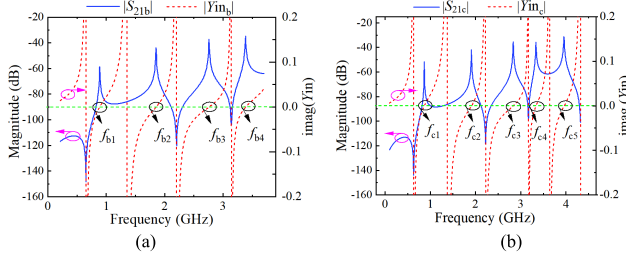 |S21b| |Yinb|
-20 -40 -60 -80 -100 -120 -140 -160
Magnitude (dB)
0.2 0.1 0.0 -0.1 -0.2
imag(Yin)
fb1 fb2 fb3 fb4
0 1 2 3
Frequency (GHz)
(a)
|S21c| |Yinc|
-20 -40 -60 -80 -100 -120 -140 -160
Magnitude (dB)
0.2 0.1 0.0 -0.1 -0.2
imag(Yin)
fc1 fc2 fc3 fc4 fc5
0 1 2 3 4
Frequency (GHz)
(b)